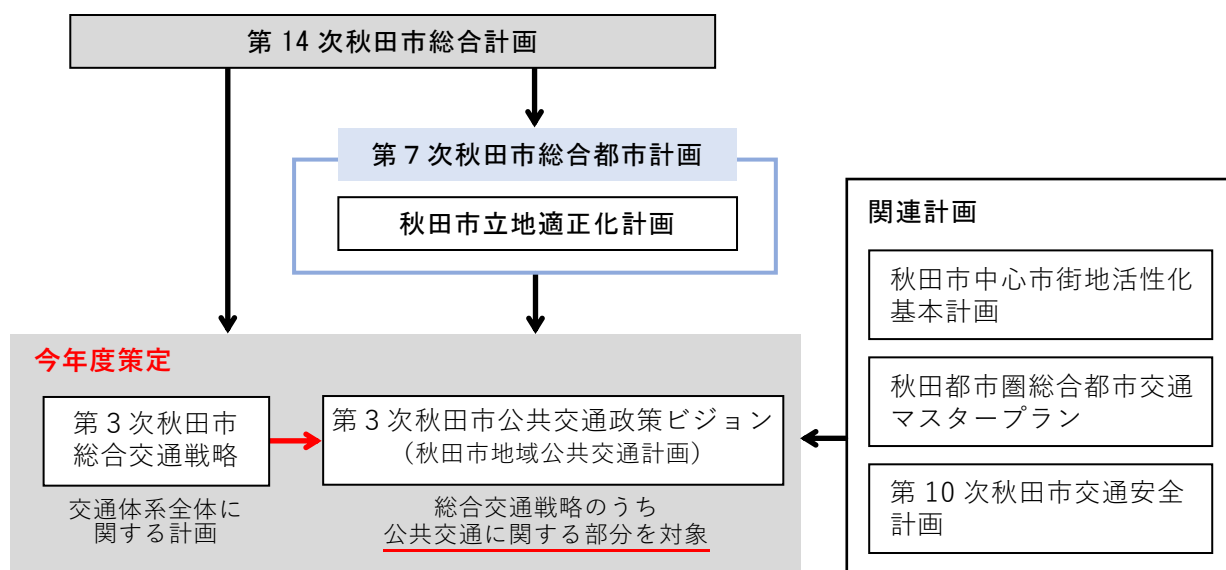 第 14 次秋田市総合計画
第７次秋田市総合都市計画
秋田市立地適正化計画
関連計画
秋田市中心市街地活性化
基本計画
秋田都市圏総合都市交通
マスタープラン
第 10 次秋田市交通安全
計画
今年度策定
第３次秋田市
総合交通戦略
交通体系全体に
関する計画
第３次秋田市公共交通政策ビジョン
（秋田市地域公共交通計画）
総合交通戦略のうち
公共交通に関する部分を対象